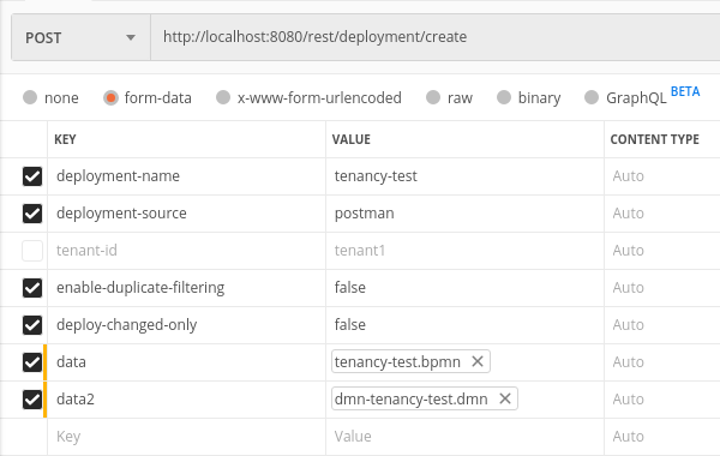 POST http://localhost:8080/rest/deployment/create
none form-data x-www-form-urlencoded raw binary GraphQL BETA
KEY VALUE CONTENT TYPE
deployment-name tenancy-test Auto
deployment-source postman Auto
tenant-id tenant1 Auto
enable-duplicate-filtering false Auto
deploy-changed-only false Auto
data tenancy-test.bpmn Auto
data2 dmn-tenancy-test.dmn Auto
Key Value Auto